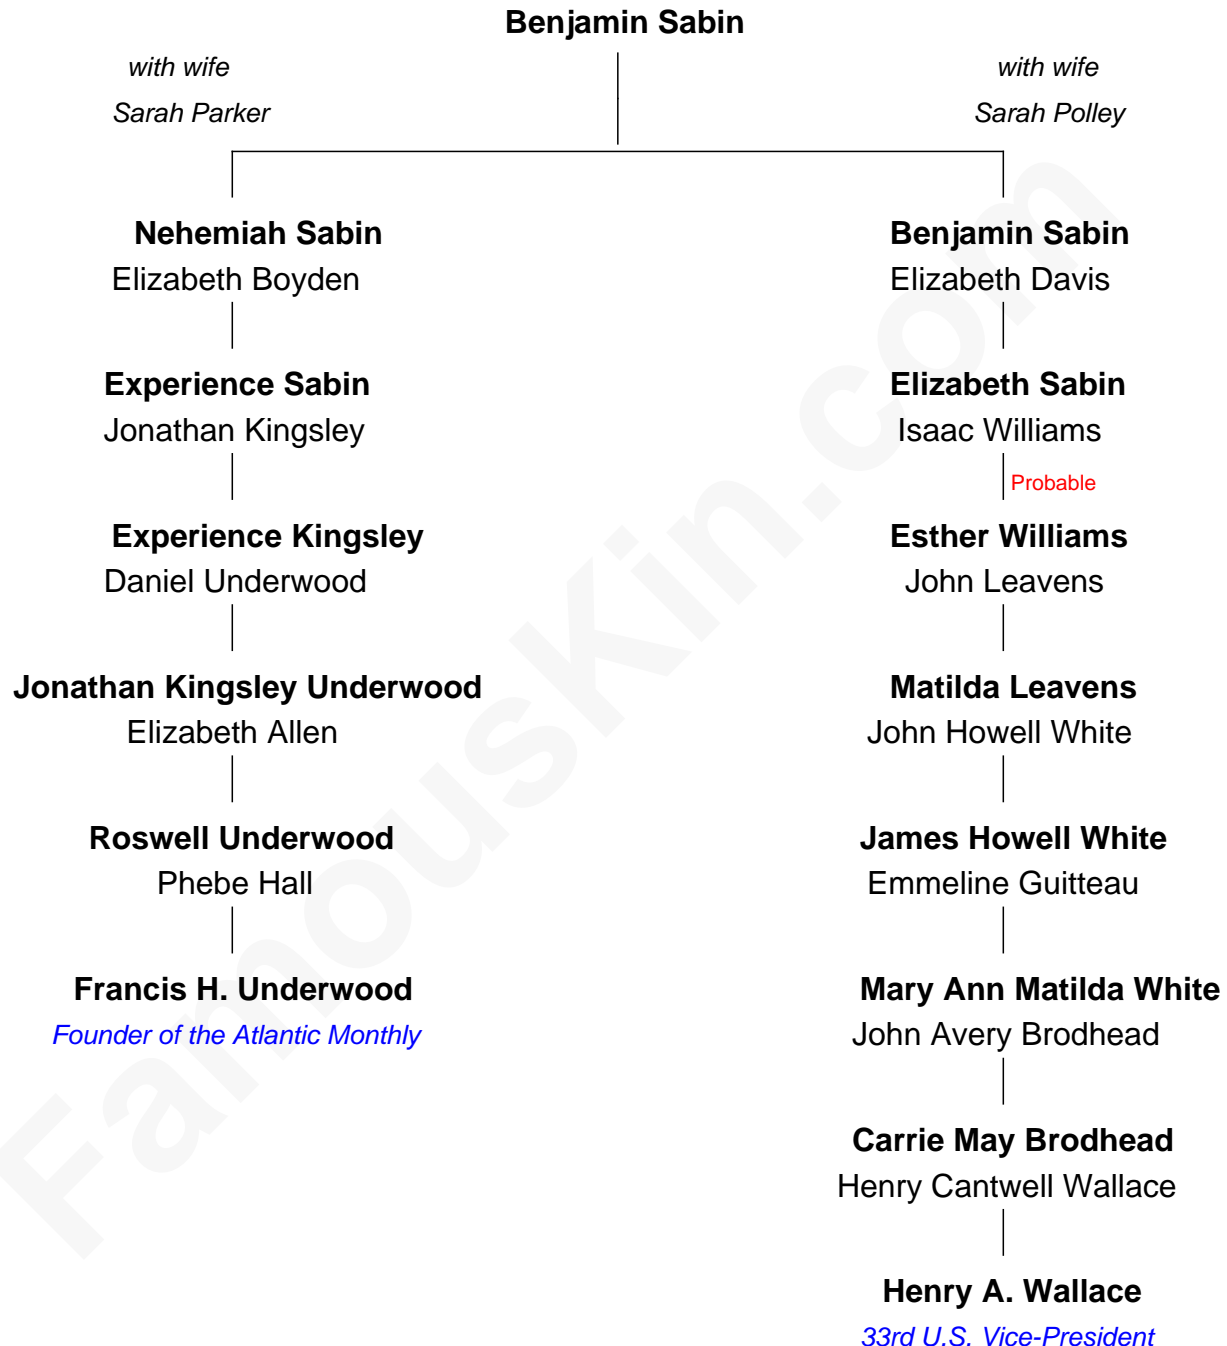 Benjamin Sabin
with wife
Sarah Parker
with wife
Sarah Polley
Nehemiah Sabin
Elizabeth Boyden
Benjamin Sabin
Elizabeth Davis
Experience Sabin
Jonathan Kingsley
Elizabeth Sabin
Isaac Williams
Probable
Experience Kingsley
Daniel Underwood
Esther Williams
John Leavens
Jonathan Kingsley Underwood
Elizabeth Allen
Matilda Leavens
John Howell White
Roswell Underwood
Phebe Hall
James Howell White
Emmeline Guitteau
Francis H. Underwood
Founder of the Atlantic Monthly
Mary Ann Matilda White
John Avery Brodhead
Carrie May Brodhead
Henry Cantwell Wallace
Henry A. Wallace
33rd U.S. Vice-President
FamousKin.com